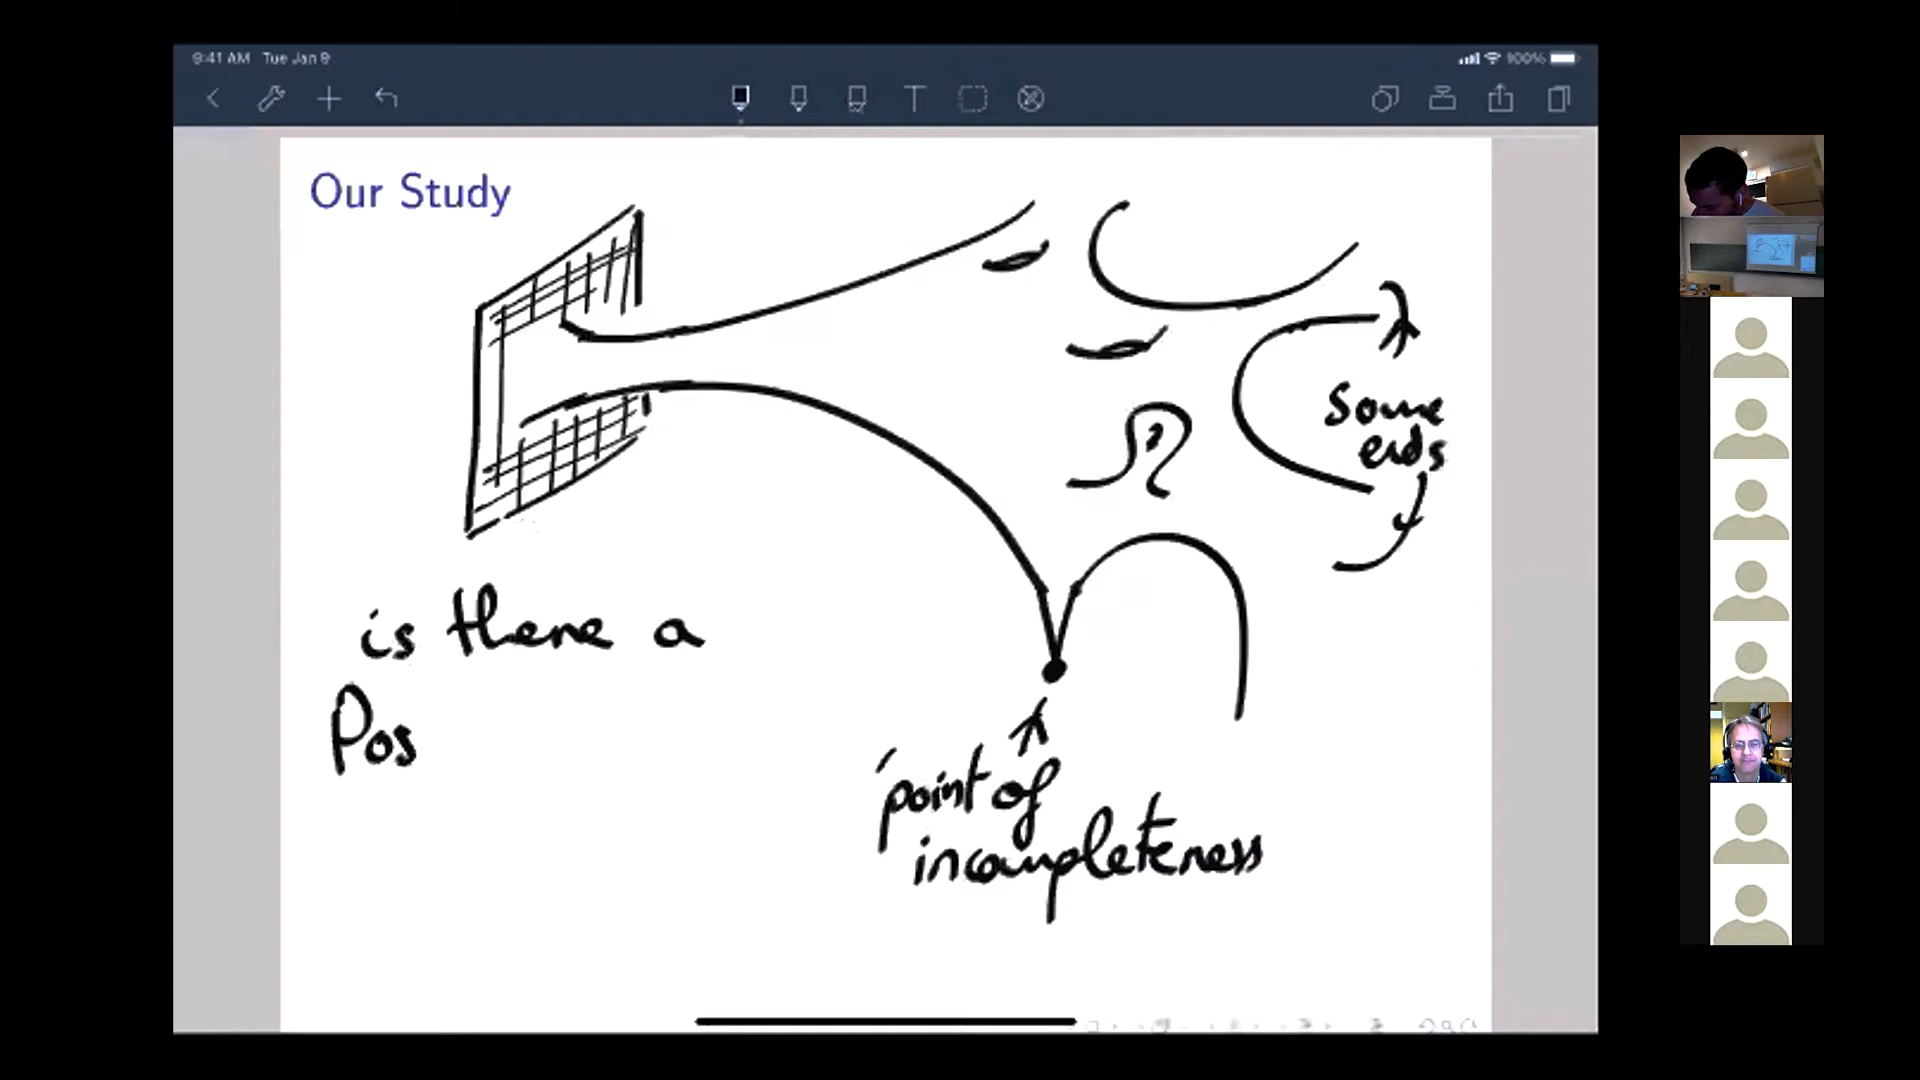 9:41 AM Tue Jan 9
100%
T
Our Study
some
ends
is there a
Pos
point of
incompleteness